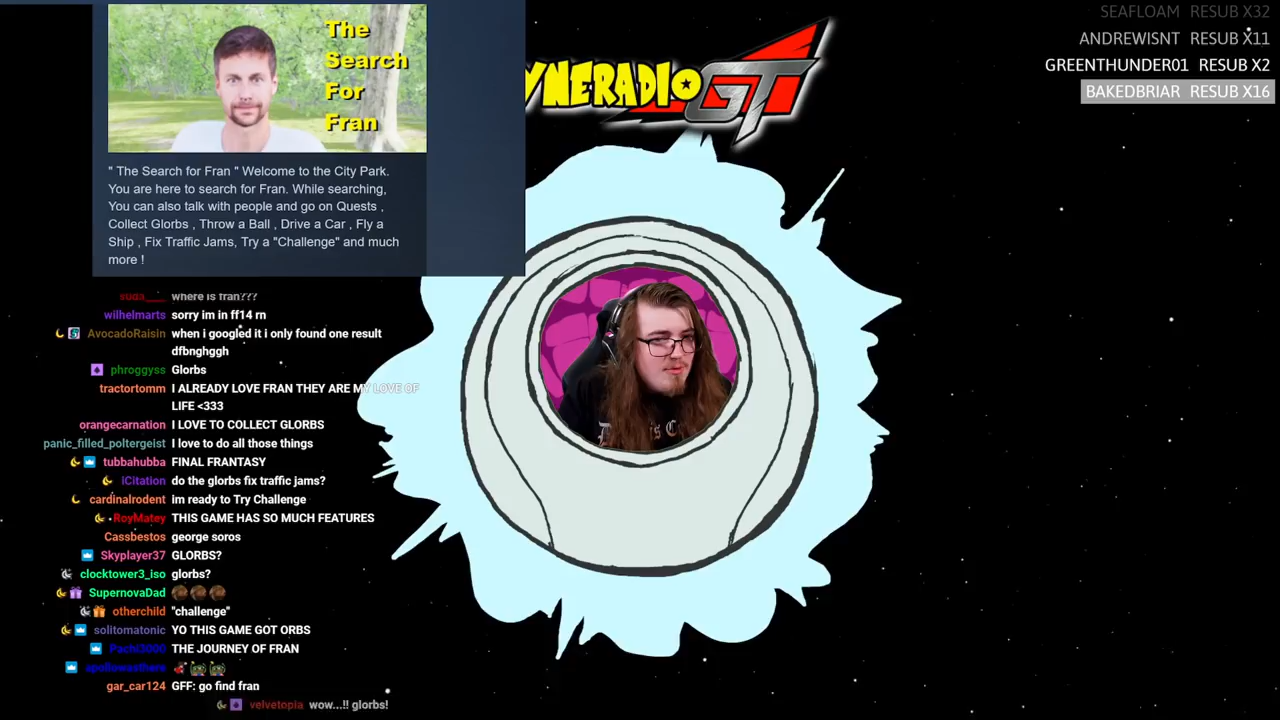 The
Search
For
Fran
" The Search for Fran " Welcome to the City Park.
You are here to search for Fran. While searching,
You can also talk with people and go on Quests ,
Collect Glorbs , Throw a Ball , Drive a Car , Fly a
Ship , Fix Traffic Jams, Try a "Challenge" and much
more !
YNERADIO GT
SEAFLOAM RESUB X32
ANDREWISNT RESUB X11
GREENTHUNDER01 RESUB X2
BAKEDBRIAR RESUB X16
suda____ where is fran???
wilhelmarts sorry im in ff14 rn
AvocadoRaisin when i googled it i only found one result
dfbnghggh
phroggyss Glorbs
tractortomm I ALREADY LOVE FRAN THEY ARE MY LOVE OF
LIFE <333
orangecarnation I LOVE TO COLLECT GLORBS
panic_filled_poltergeist I love to do all those things
tubbahubba FINAL FRANTASY
iCitation do the glorbs fix traffic jams?
cardinalrodent im ready to Try Challenge
RoyMatey THIS GAME HAS SO MUCH FEATURES
Cassbestos george soros
Skyplayer37 GLORBS?
clocktower3_iso glorbs?
SupernovaDad
otherchild "challenge"
solitomatonic YO THIS GAME GOT ORBS
Pachi3000 THE JOURNEY OF FRAN
apollowasthere
gar_car124 GFF: go find fran
velvetopia wow...!! glorbs!